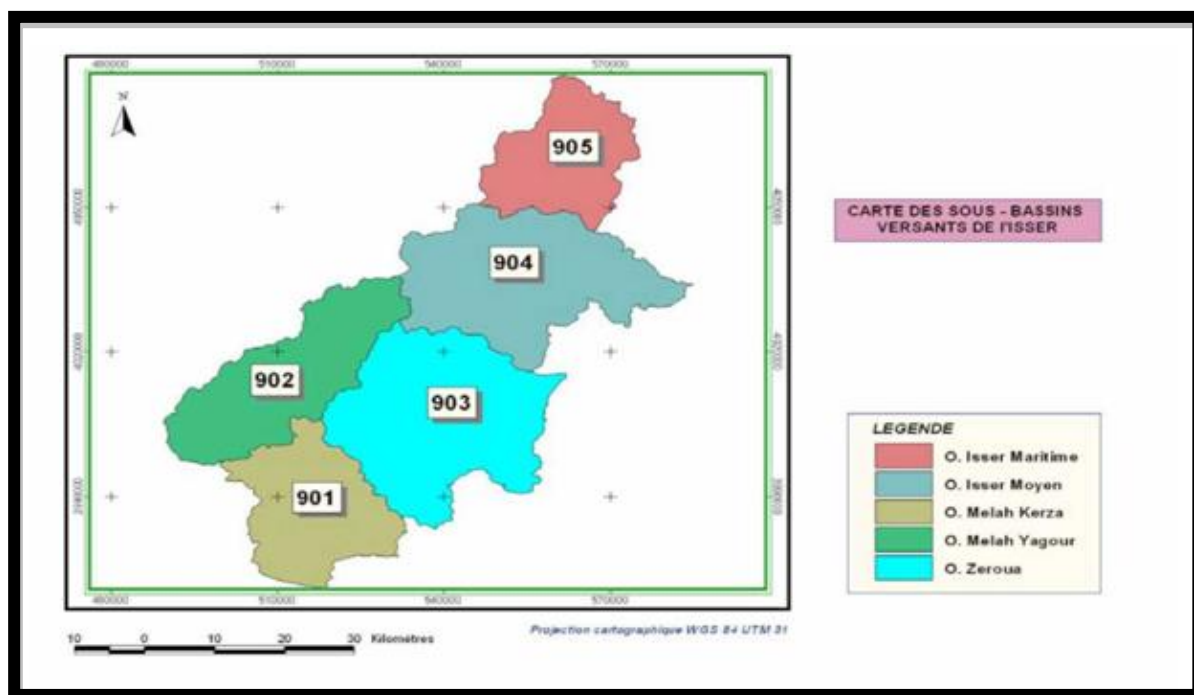 480000 510000 540000 570000
N
905
CARTE DES SOUS - BASSINS
VERSANTS DE l'ISSER
904
902
903
901
LEGENDE
O. Isser Maritime
O. Isser Moyen
O. Melah Kerza
O. Melah Yagour
O. Zeroua
480000 510000 540000 570000
Projection cartographique WGS 84 UTM 31
10 0 10 20 30 Kilometres